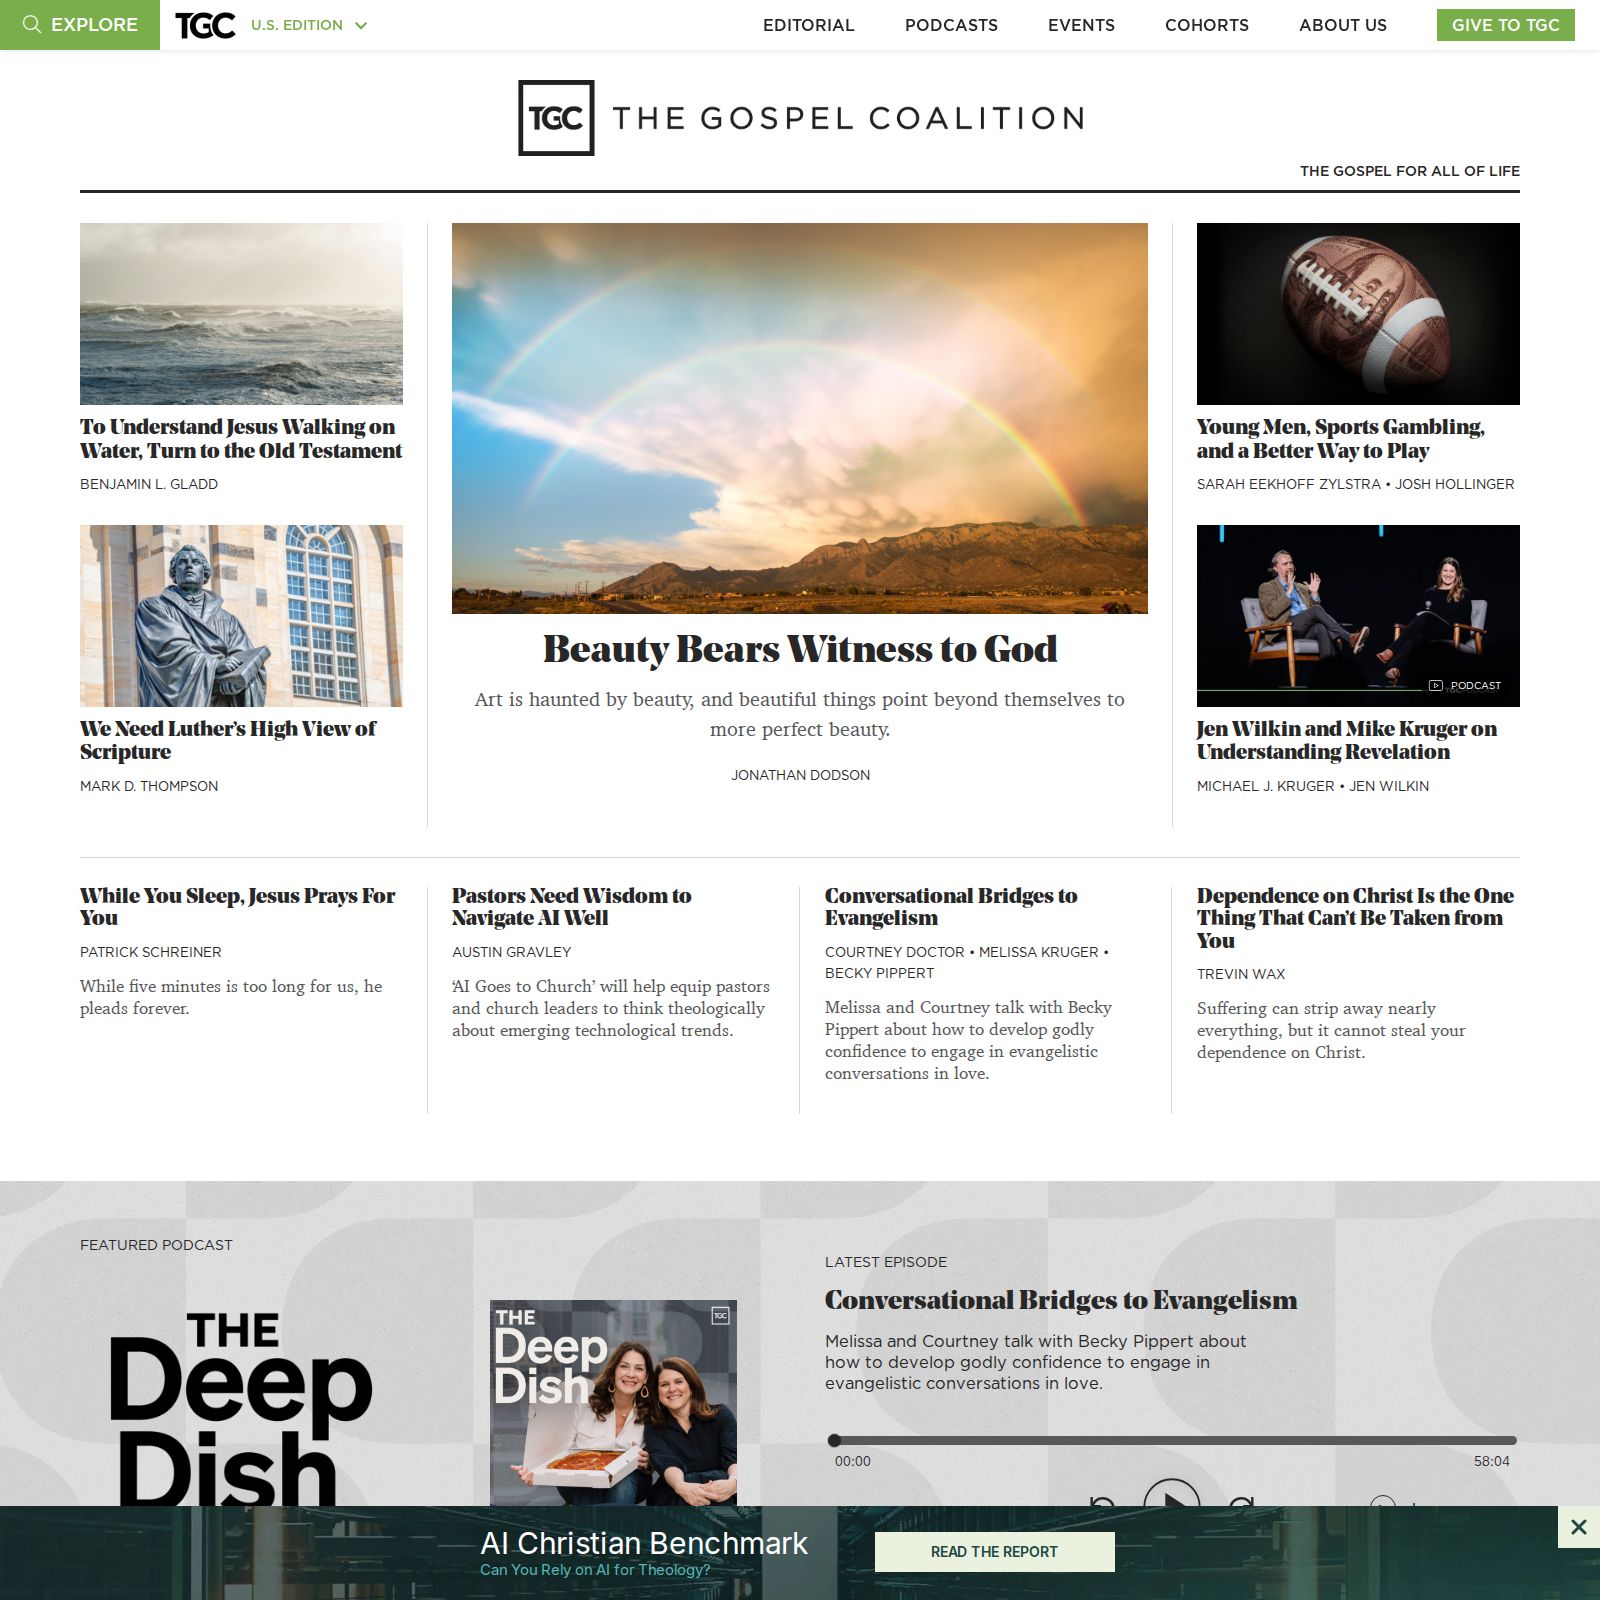 EXPLORE
TGC
U.S. EDITION
EDITORIAL
PODCASTS
EVENTS
COHORTS
ABOUT US
GIVE TO TGC
TGC THE GOSPEL COALITION
THE GOSPEL FOR ALL OF LIFE
To Understand Jesus Walking on
Water, Turn to the Old Testament
BENJAMIN L. GLADD
We Need Luther’s High View of
Scripture
MARK D. THOMPSON
Beauty Bears Witness to God
Art is haunted by beauty, and beautiful things point beyond themselves to
more perfect beauty.
JONATHAN DODSON
Young Men, Sports Gambling,
and a Better Way to Play
SARAH EEKHOFF ZYLSTRA • JOSH HOLLINGER
PODCAST
Jen Wilkin and Mike Kruger on
Understanding Revelation
MICHAEL J. KRUGER • JEN WILKIN
While You Sleep, Jesus Prays For
You
PATRICK SCHREINER
While five minutes is too long for us, he
pleads forever.
Pastors Need Wisdom to
Navigate AI Well
AUSTIN GRAVLEY
‘AI Goes to Church’ will help equip pastors
and church leaders to think theologically
about emerging technological trends.
Conversational Bridges to
Evangelism
COURTNEY DOCTOR • MELISSA KRUGER •
BECKY PIPPERT
Melissa and Courtney talk with Becky
Pippert about how to develop godly
confidence to engage in evangelistic
conversations in love.
Dependence on Christ Is the One
Thing That Can’t Be Taken from
You
TREVIN WAX
Suffering can strip away nearly
everything, but it cannot steal your
dependence on Christ.
FEATURED PODCAST
THE
Deep
Dish
THE
Deep
Dish
TGC
LATEST EPISODE
Conversational Bridges to Evangelism
Melissa and Courtney talk with Becky Pippert about
how to develop godly confidence to engage in
evangelistic conversations in love.
00:00
58:04
AI Christian Benchmark
Can You Rely on AI for Theology?
READ THE REPORT